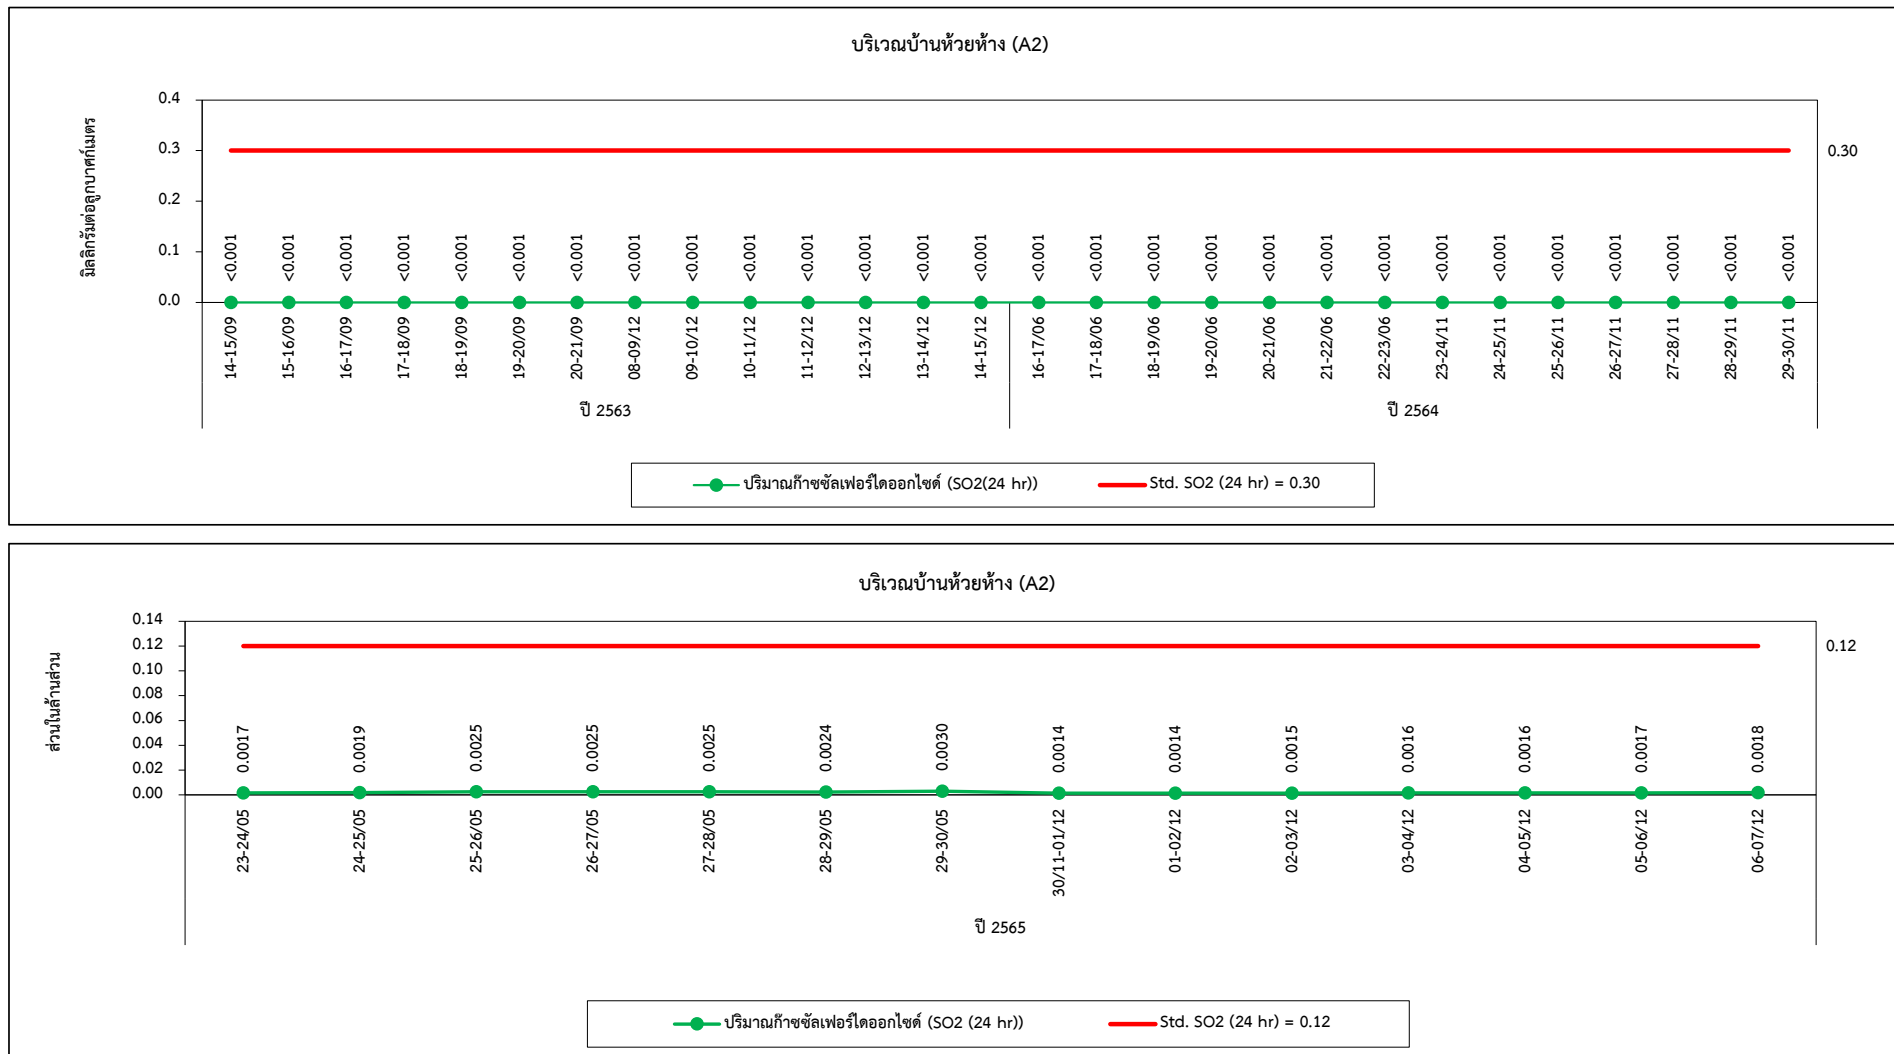 บริเวณบ้านห้วยห้าง (A2)
มิลลิกรัมต่อลูกบาศก์เมตร
0.4
0.3
0.2
0.1
0.0
0.30
<0.001 <0.001 <0.001 <0.001 <0.001 <0.001 <0.001 <0.001 <0.001 <0.001 <0.001 <0.001 <0.001 <0.001 <0.001 <0.001 <0.001 <0.001 <0.001 <0.001 <0.001 <0.001 <0.001 <0.001 <0.001 <0.001 <0.001 <0.001
14-15/09 15-16/09 16-17/09 17-18/09 18-19/09 19-20/09 20-21/09 08-09/12 09-10/12 10-11/12 11-12/12 12-13/12 13-14/12 14-15/12 16-17/06 17-18/06 18-19/06 19-20/06 20-21/06 21-22/06 22-23/06 23-24/11 24-25/11 25-26/11 26-27/11 27-28/11 28-29/11 29-30/11
ปี 2563 ปี 2564
ปริมาณก๊าซซัลเฟอร์ไดออกไซด์ (SO2(24 hr)) Std. SO2 (24 hr) = 0.30
บริเวณบ้านห้วยห้าง (A2)
ส่วนในล้านส่วน
0.14
0.12
0.10
0.08
0.06
0.04
0.02
0.00
0.12
0.0017 0.0019 0.0025 0.0025 0.0025 0.0024 0.0030 0.0014 0.0014 0.0015 0.0016 0.0016 0.0017 0.0018
23-24/05 24-25/05 25-26/05 26-27/05 27-28/05 28-29/05 29-30/05 30/11-01/12 01-02/12 02-03/12 03-04/12 04-05/12 05-06/12 06-07/12
ปี 2565
ปริมาณก๊าซซัลเฟอร์ไดออกไซด์ (SO2 (24 hr)) Std. SO2 (24 hr) = 0.12